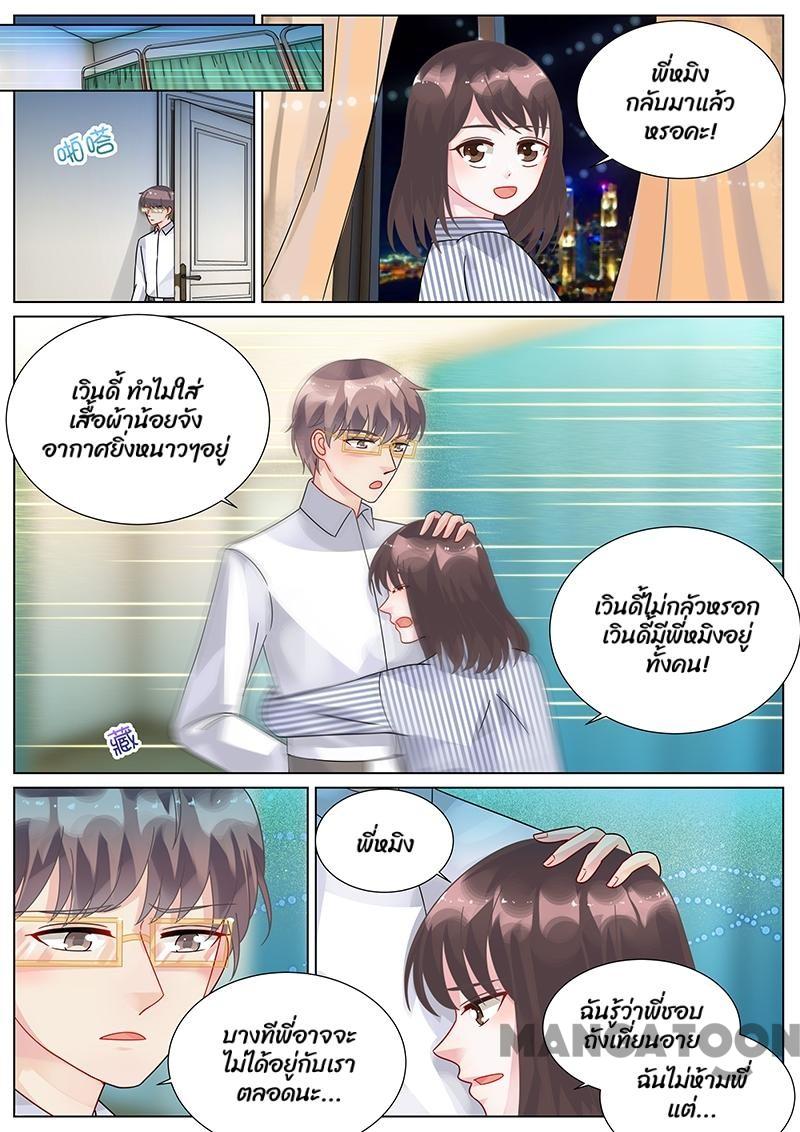 啪嗒
พี่หมิง
กลับมาแล้ว
หรอคะ!
เวินดี้ ทำไมใส่
เสื้อผ้าน้อยจัง
อากาศยิ่งหนาวๆอยู่
เวินดี้ไม่กลัวหรอก
เวินดี้มีพี่หมิงอยู่
ทั้งคน!
藏
พี่หมิง
บางทีพี่อาจจะ
ไม่ได้อยู่กับเรา
ตลอดนะ...
ฉันรู้ว่าพี่ชอบ
ถังเทียนอาย
ฉันไม่ห้ามพี่
แต่...
MANGATOON